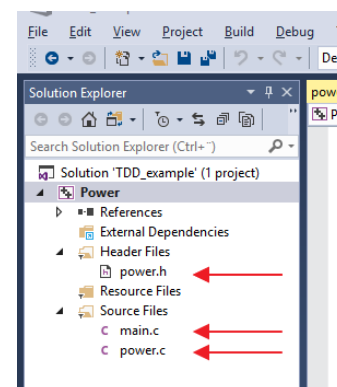 File Edit View Project Build Debug
De
Solution Explorer
powe
P
Search Solution Explorer (Ctrl+¨)
Solution 'TDD_example' (1 project)
Power
References
External Dependencies
Header Files
power.h
Resource Files
Source Files
main.c
power.c